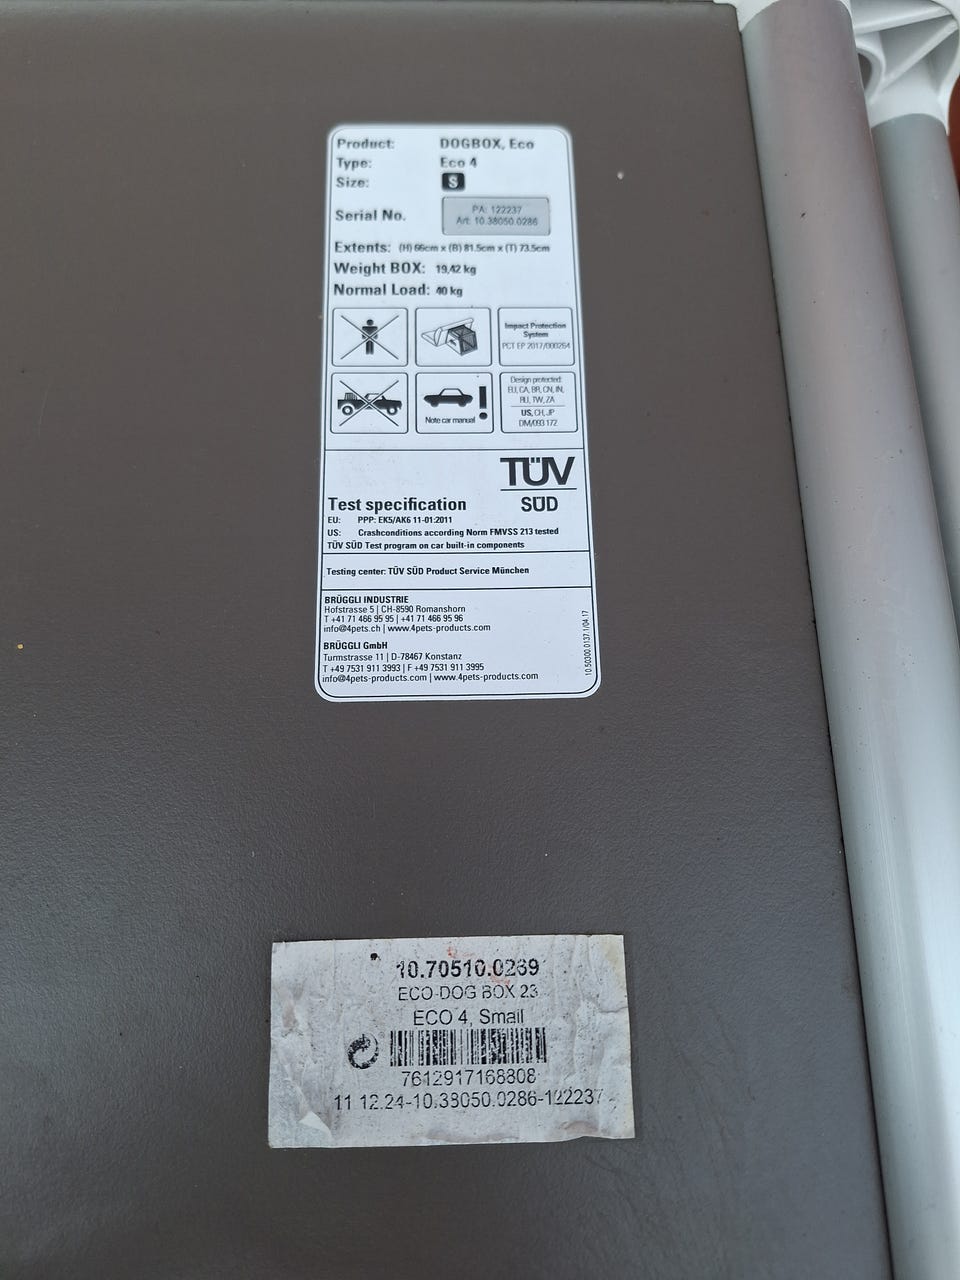 Product: DOGBOX, Eco
Type: Eco 4
Size: S
Serial No. PA: 122237
Art: 10.38050.0286
Extents: (H) 66cm x (B) 81.5cm x (T) 73.5cm
Weight BOX: 19,42 kg
Normal Load: 40 kg
Impact Protection
System
PCT EP 2017/000264
Note car manual
!
Design protected:
EU, CA, BR, CN, IN,
RU, TW, ZA
US, CH, JP
DM/093 172
TÜV
SÜD
Test specification
EU: PPP: EK5/AK6 11-01:2011
US: Crashconditions according Norm FMVSS 213 tested
TÜV SÜD Test program on car built-in components
Testing center: TÜV SÜD Product Service München
BRÜGGLI INDUSTRIE
Hofstrasse 5 | CH-8590 Romanshorn
T +41 71 466 95 95 | +41 71 466 95 96
info@4pets.ch | www.4pets-products.com
BRÜGGLI GmbH
Turmstrasse 11 | D-78467 Konstanz
T +49 7531 911 3993 | F +49 7531 911 3995
info@4pets-products.com | www.4pets-products.com
10.50300.0137.1/04.17
10.70510.0269
ECO-DOG BOX 23
ECO 4, Small
7612917168808
11.12.24-10.38050.0286-122237